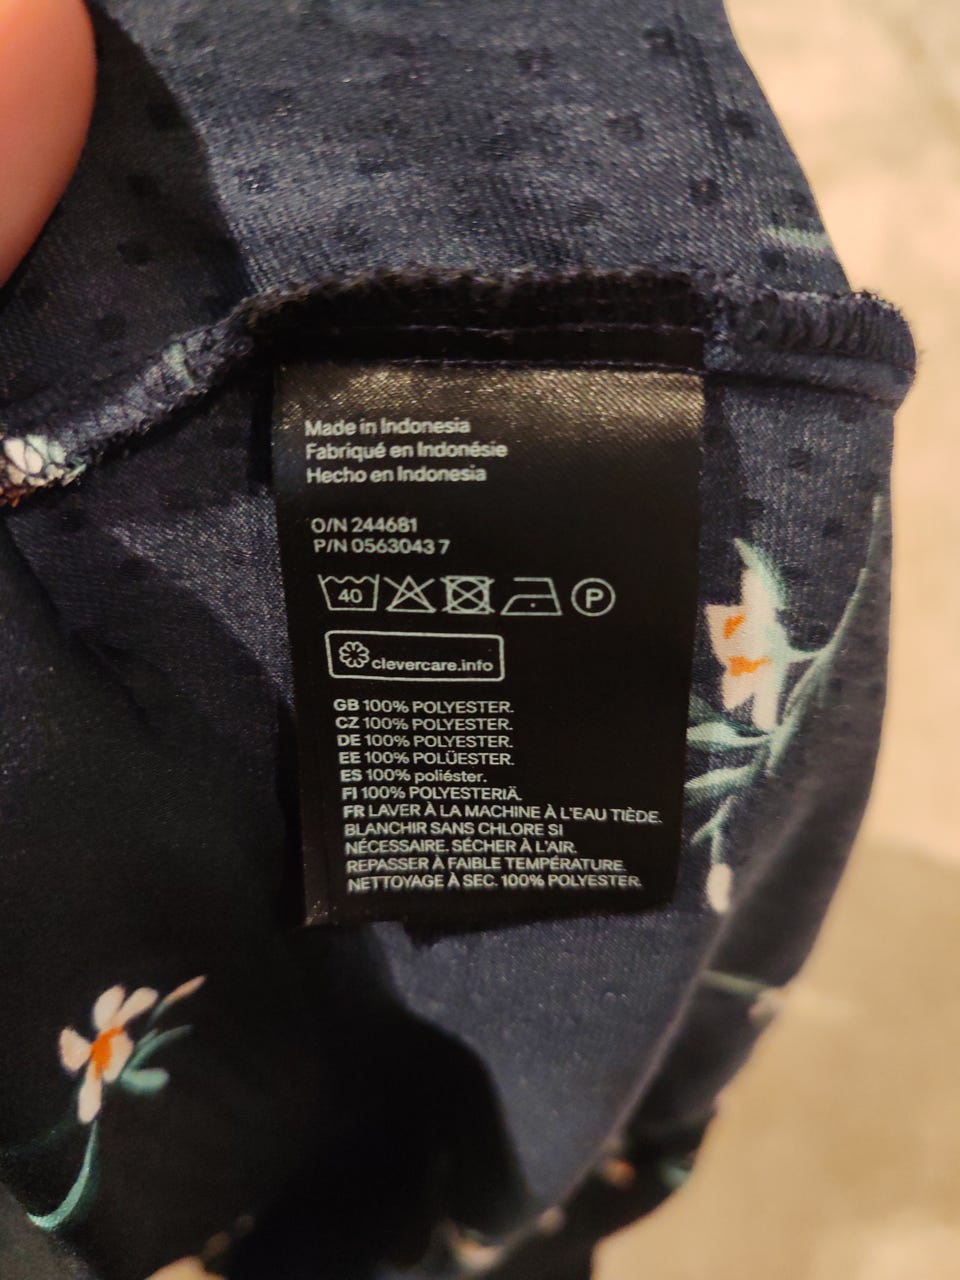 Made in Indonesia
Fabriqué en Indonésie
Hecho en Indonesia
O/N 244681
P/N 0563043 7
40 P
clevercare.info
GB 100% POLYESTER.
CZ 100% POLYESTER.
DE 100% POLYESTER.
EE 100% POLÜESTER.
ES 100% poliéster.
FI 100% POLYESTERIÄ.
FR LAVER À LA MACHINE À L'EAU TIÈDE.
BLANCHIR SANS CHLORE SI
NÉCESSAIRE. SÉCHER À L'AIR.
REPASSER À FAIBLE TEMPÉRATURE.
NETTOYAGE À SEC. 100% POLYESTER.